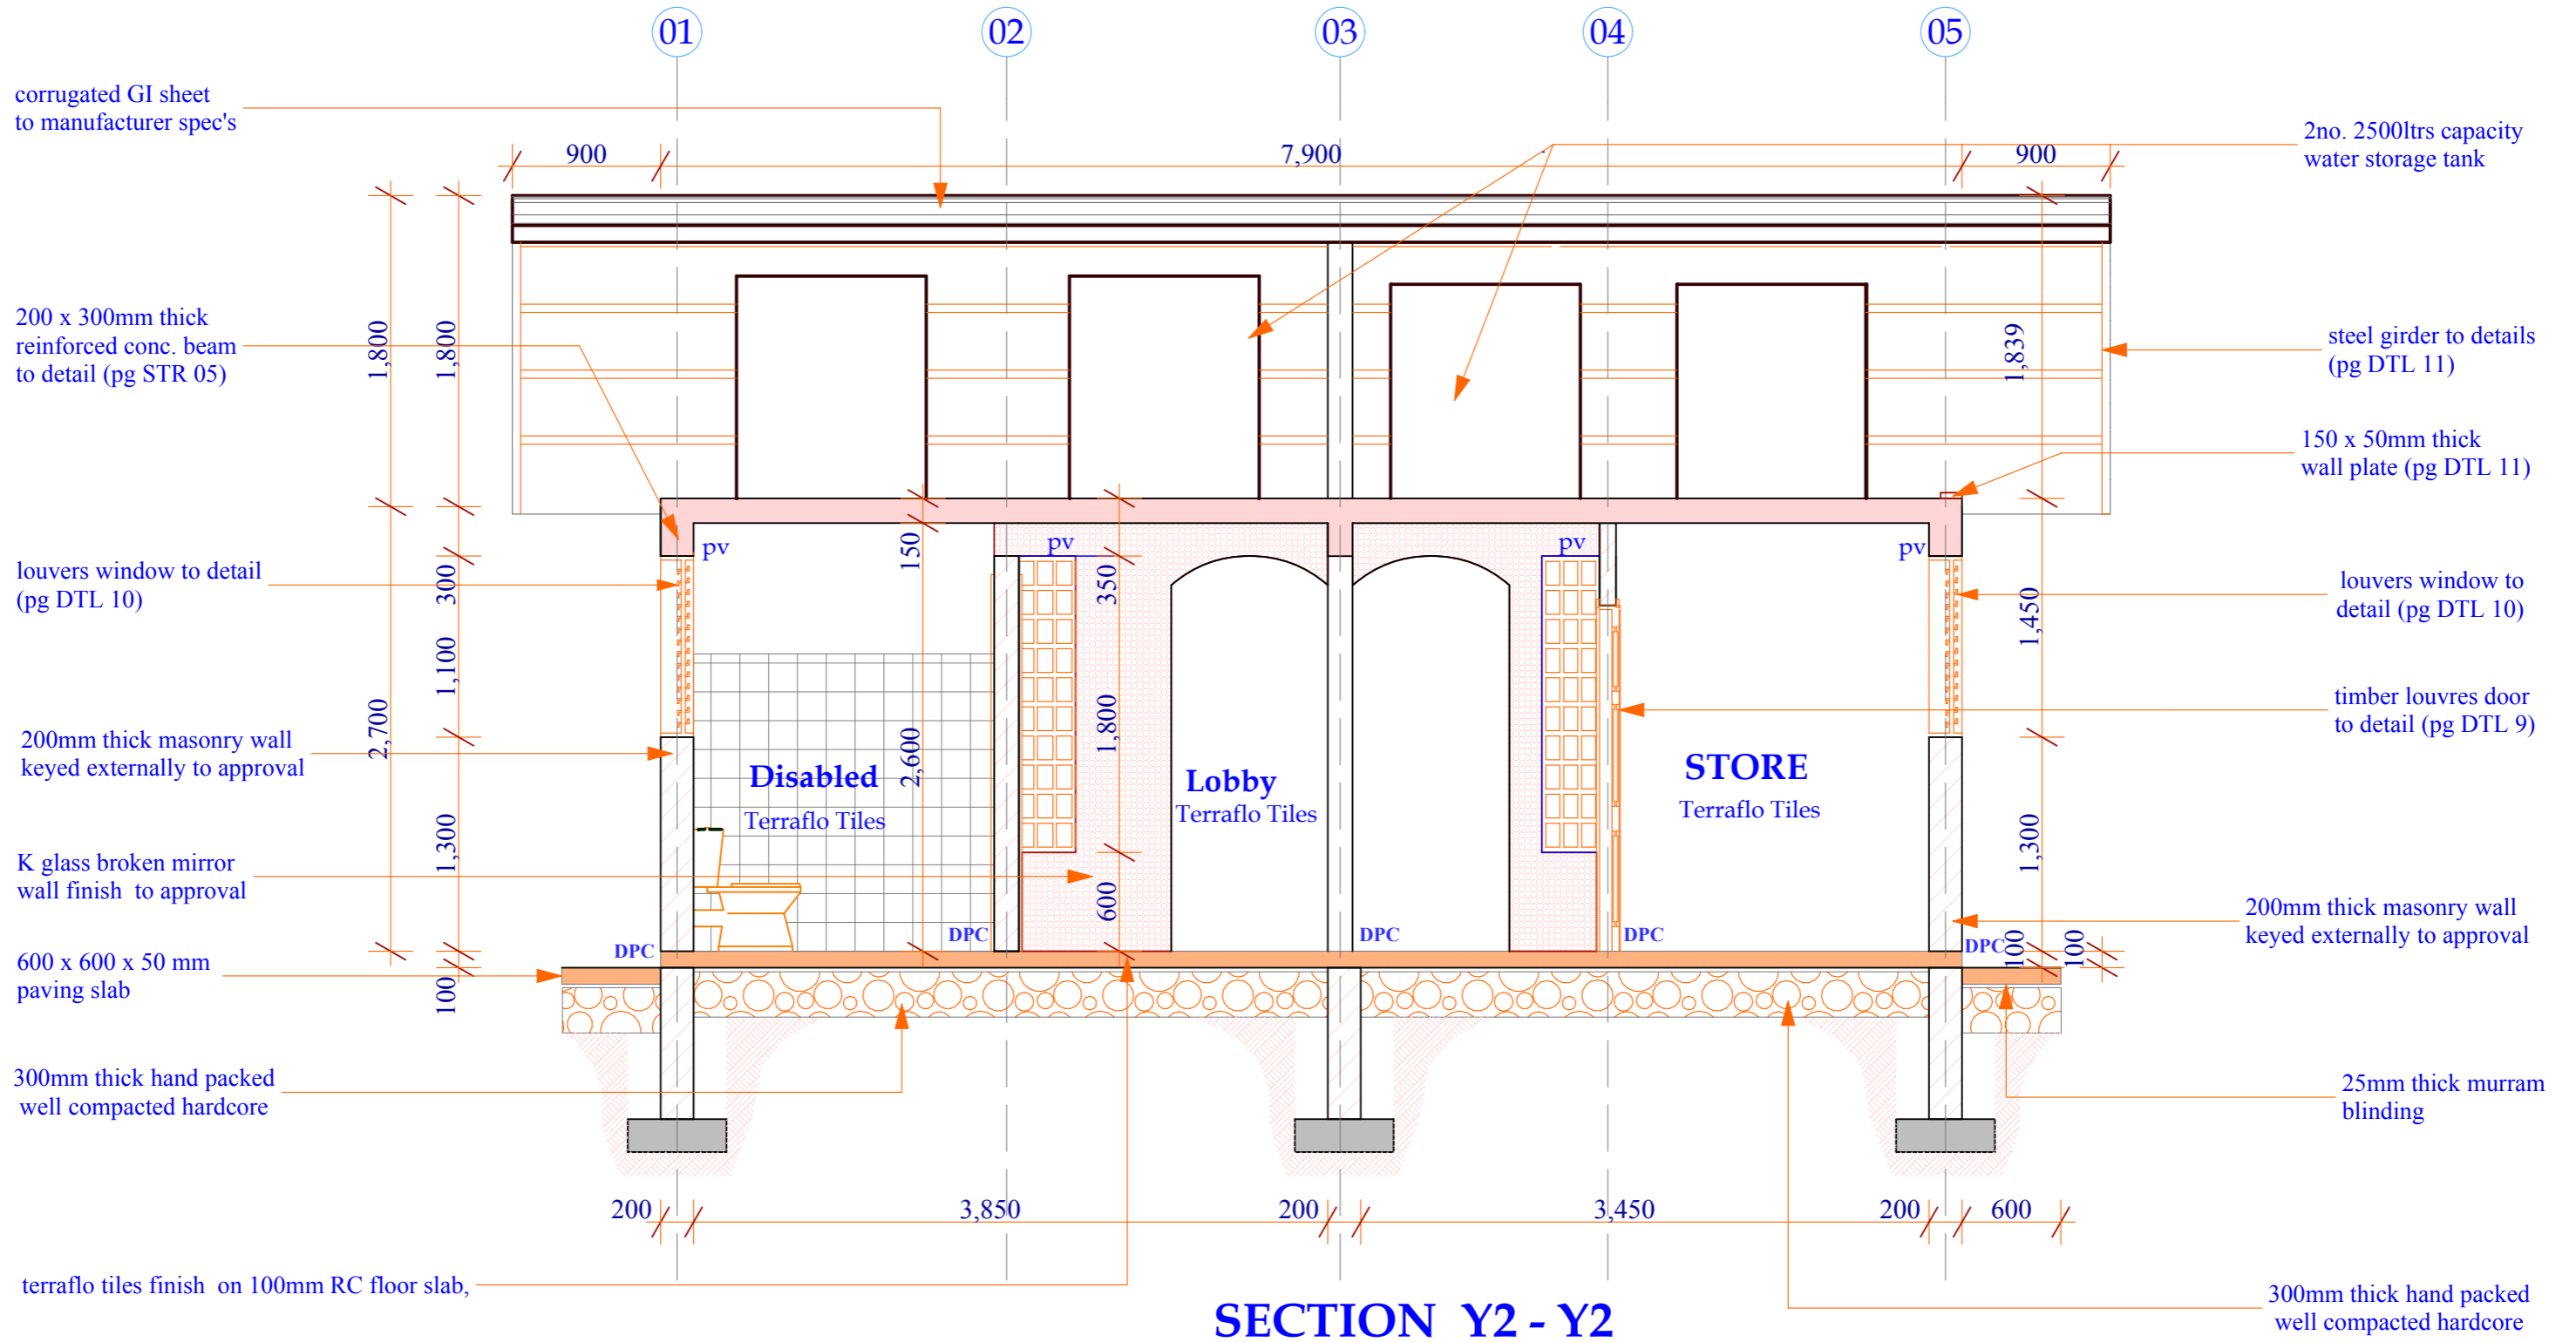 01
02
03
04
05
corrugated GI sheet
to manufacturer spec's
900
7,900
900
2no. 2500ltrs capacity
water storage tank
200 x 300mm thick
reinforced conc. beam
to detail (pg STR 05)
1,800
1,800
1,839
steel girder to details
(pg DTL 11)
150 x 50mm thick
wall plate (pg DTL 11)
pv
pv
pv
pv
louvers window to detail
(pg DTL 10)
300
150
350
1,450
louvers window to
detail (pg DTL 10)
1,100
2,700
1,800
2,600
timber louvres door
to detail (pg DTL 9)
200mm thick masonry wall
keyed externally to approval
Disabled
Terraflo Tiles
Lobby
Terraflo Tiles
STORE
Terraflo Tiles
1,300
1,300
K glass broken mirror
wall finish  to approval
600
200mm thick masonry wall
keyed externally to approval
DPC
DPC
DPC
DPC
DPC
600 x 600 x 50 mm
paving slab
100
100
100
300mm thick hand packed
well compacted hardcore
25mm thick murram
blinding
200
3,850
200
3,450
200
600
terraflo tiles finish  on 100mm RC floor slab,
300mm thick hand packed
well compacted hardcore
SECTION  Y2 - Y2